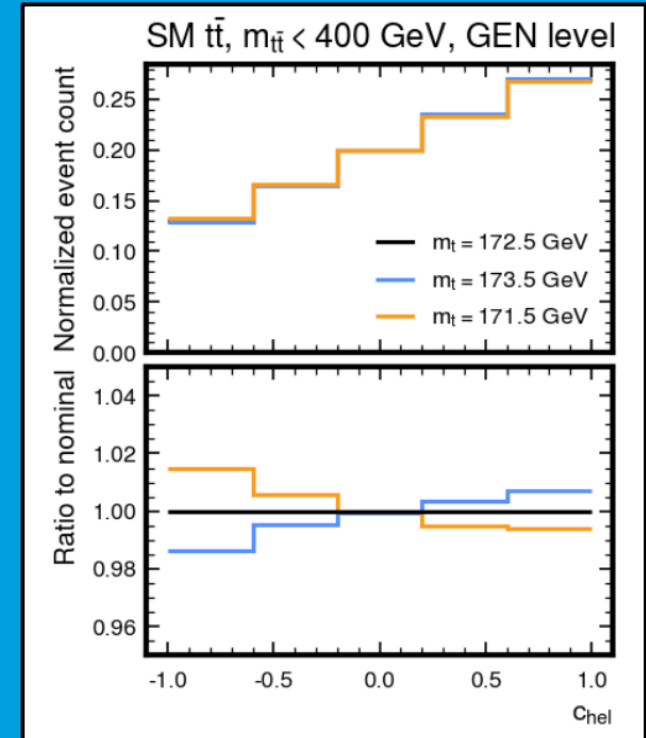 SM tt̄, m_tt̄ < 400 GeV, GEN level
Normalized event count
0.25
0.20
0.15
0.10
0.05
0.00
mₜ = 172.5 GeV
mₜ = 173.5 GeV
mₜ = 171.5 GeV
Ratio to nominal
1.04
1.02
1.00
0.98
0.96
-1.0 -0.5 0.0 0.5 1.0
c_hel